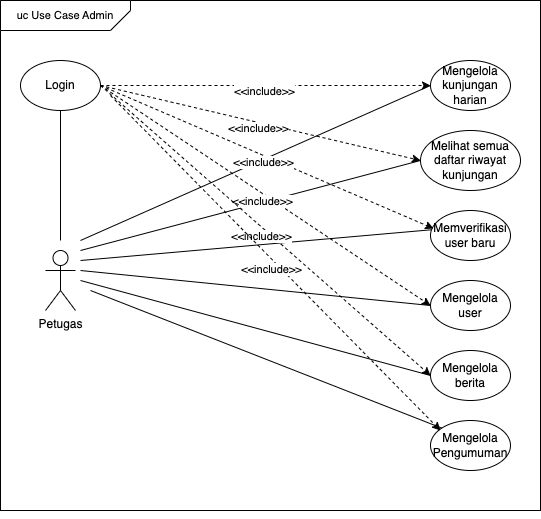 uc Use Case Admin
Login
<<include>>
<<include>>
<<include>>
<<include>>
<<include>>
<<include>>
Mengelola
kunjungan
harian
Melihat semua
daftar riwayat
kunjungan
Memverifikasi
user baru
Mengelola
user
Mengelola
berita
Mengelola
Pengumuman
Petugas